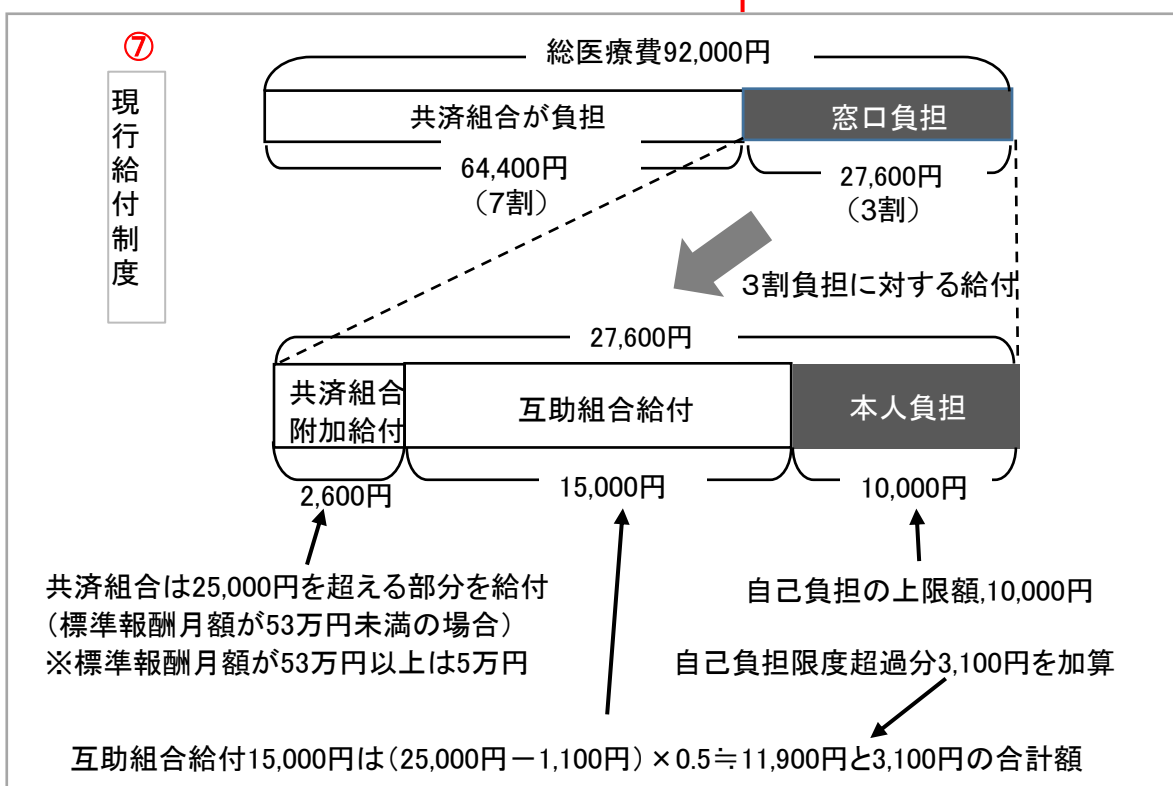 ⑦
現行給付制度
総医療費92,000円
共済組合が負担
窓口負担
64,400円
（7割）
27,600円
（3割）
３割負担に対する給付
27,600円
共済組合
附加給付
互助組合給付
本人負担
2,600円
15,000円
10,000円
共済組合は25,000円を超える部分を給付
（標準報酬月額が53万円未満の場合）
※標準報酬月額が53万円以上は5万円
自己負担の上限額,10,000円
自己負担限度超過分3,100円を加算
互助組合給付15,000円は（25,000円－1,100円）×0.5≒11,900円と3,100円の合計額